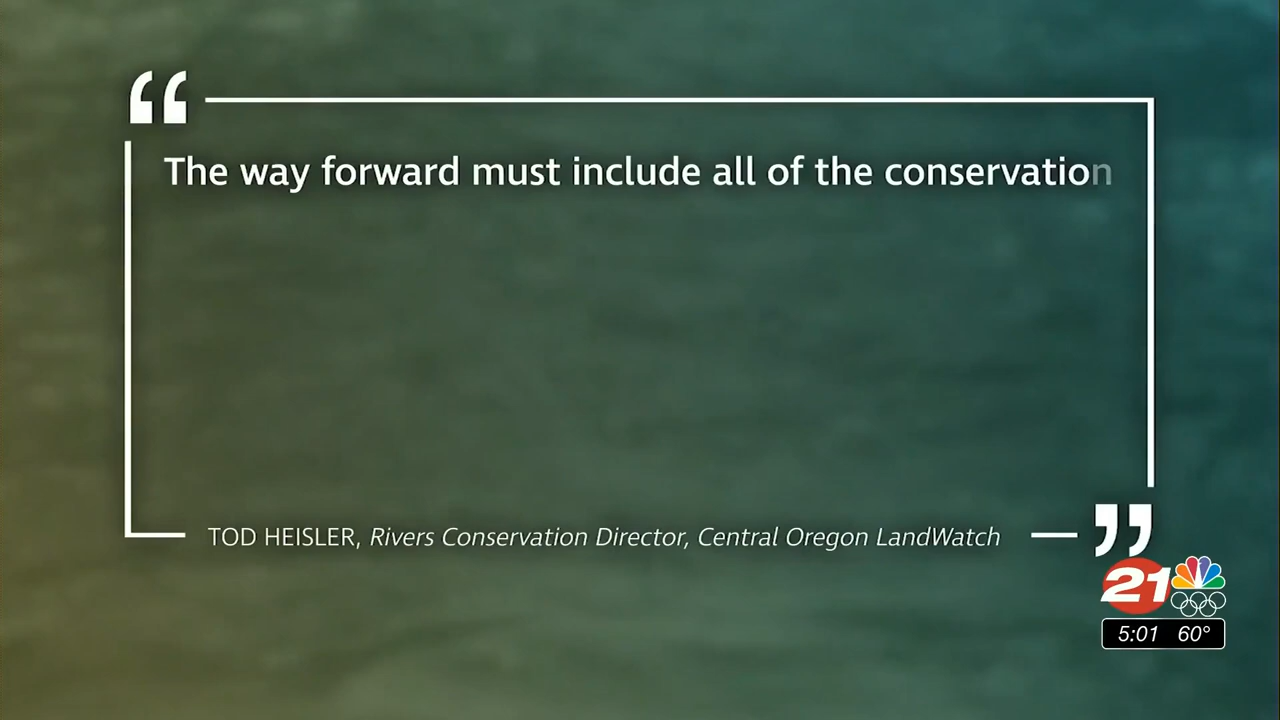 “
The way forward must include all of the conservation
TOD HEISLER, Rivers Conservation Director, Central Oregon LandWatch
”
21
5:01 60°